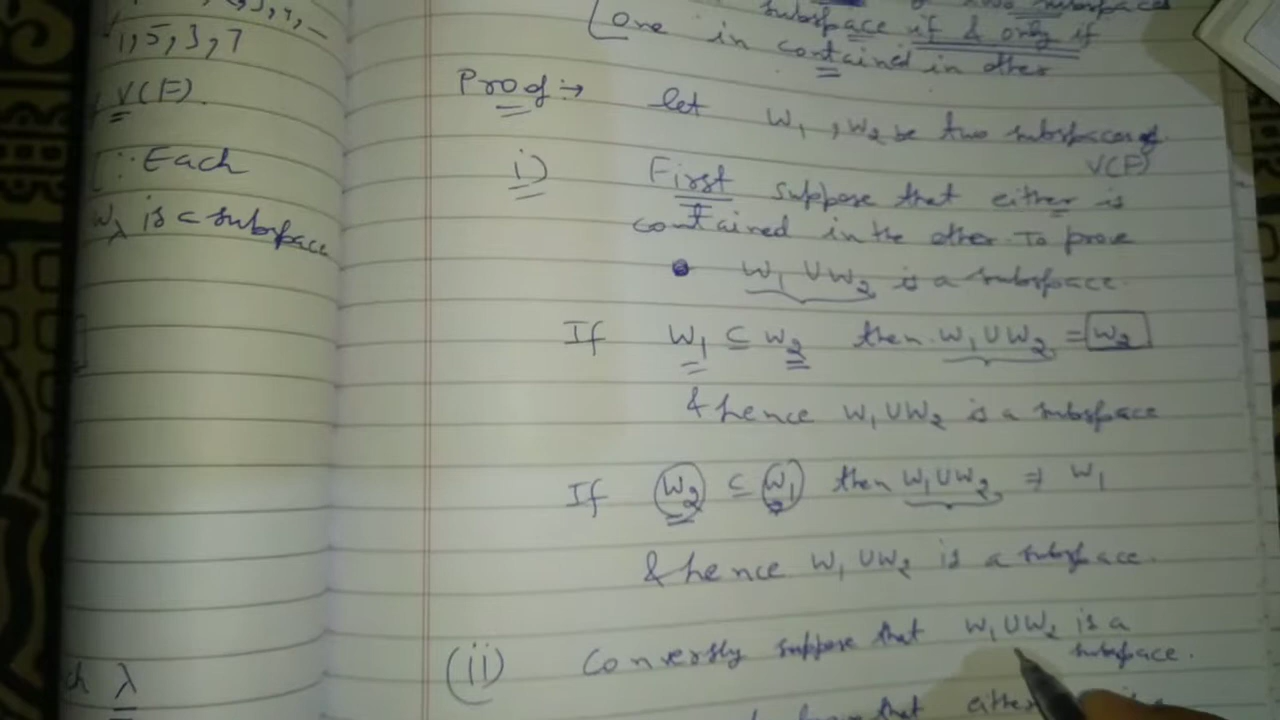 1, 5, 3, 7
V(F).
[∵ Each
Wλ is a subspace
λ
subspace if & only if
[One in contained in other
Proof :→ let W₁, W₂ be two subspaces of
V(F)
i) First suppose that either is
contained in the other. To prove
W₁ ∪ W₂ is a subspace.
If W₁ ⊆ W₂ then W₁ ∪ W₂ = W₂
& hence W₁ ∪ W₂ is a subspace
If W₂ ⊆ W₁ then W₁ ∪ W₂ = W₁
& hence W₁ ∪ W₂ is a subspace.
(ii) Conversly suppose that W₁ ∪ W₂ is a
subspace.
that either